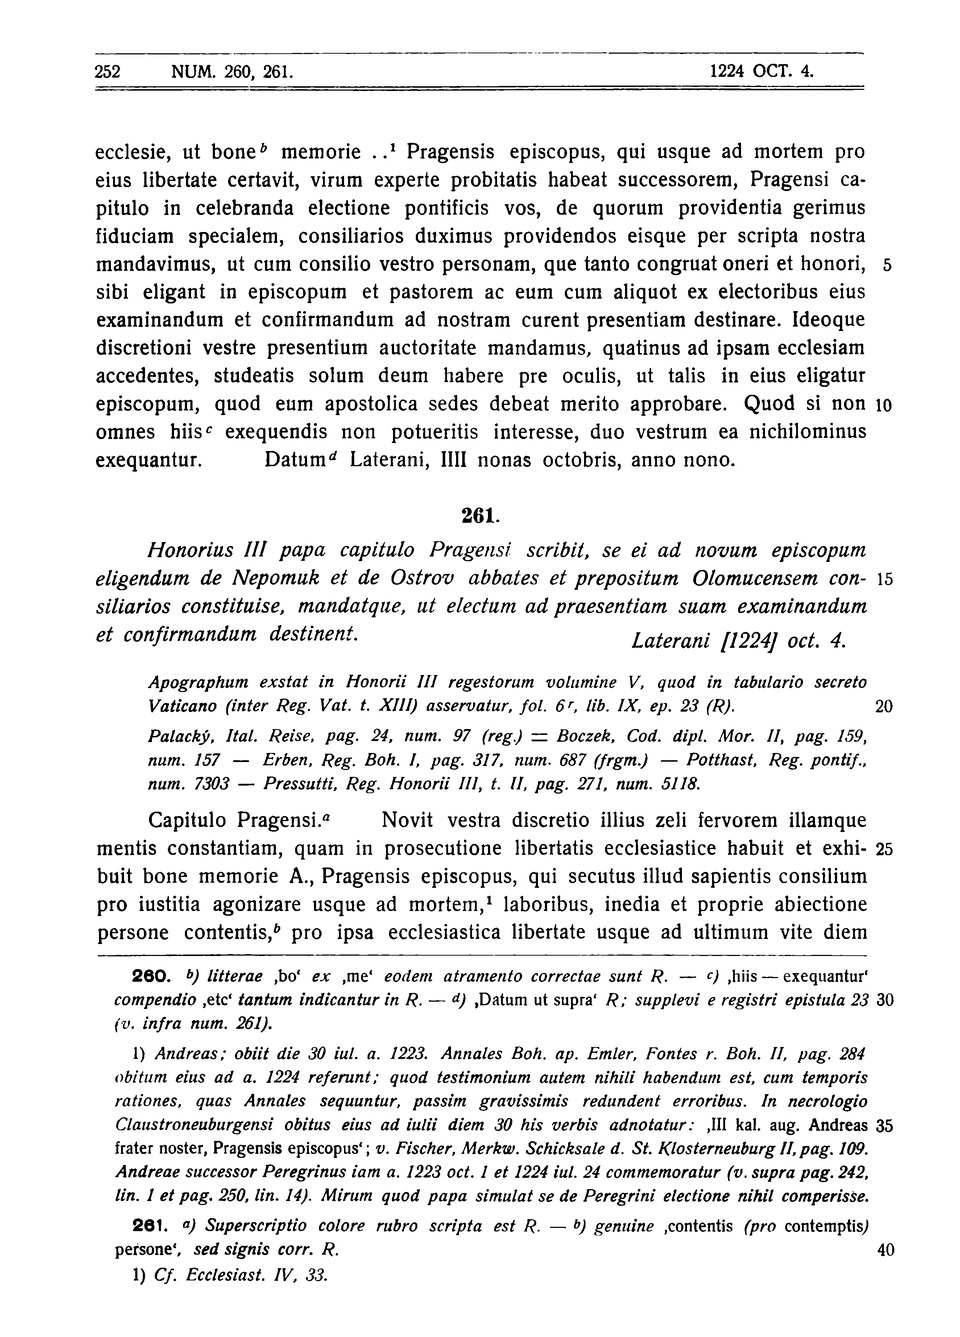 252 NUM. 260, 261. 1224 OCT. 4.
ecclesie, ut bone b memorie . .1 Pragensis episcopus, qui usque ad mortem pro
eius libertate certavit, virum experte probitatis habeat successorem, Pragensi ca-
pitulo in celebranda electione pontificis vos, de quorum providentia gerimus
fiduciam specialem, consiliarios duximus providendos eisque per scripta nostra
mandavimus, ut cum consilio vestro personam, que tanto congruat oneri et honori, 5
sibi eligant in episcopum et pastorem ac eum cum aliquot ex electoribus eius
examinandum et confirmandum ad nostram curent presentiam destinare. Ideoque
discretioni vestre presentium auctoritate mandamus, quatinus ad ipsam ecclesiam
accedentes, studeatis solum deum habere pre oculis, ut talis in eius eligatur
episcopum, quod eum apostolica sedes debeat merito approbare. Quod si non 10
omnes hiis c exequendis non potueritis interesse, duo vestrum ea nichilominus
exequantur. Datum d Laterani, IIII nonas octobris, anno nono.
261.
Honorius III papa capitulo Pragensi scribit, se ei ad novum episcopum
eligendum de Nepomuk et de Ostrov abbates et prepositum Olomucensem con- 15
siliarios constituise, mandatque, ut electum ad praesentiam suam examinandum
et confirmandum destinent. Laterani [1224] oct. 4.
Apographum exstat in Honorii III regestorum volumine V, quod in tabulario secreto
Vaticano (inter Reg. Vat. t. XIII) asservatur, fol. 6 r, lib. IX, ep. 23 (R). 20
Palacký, Ital. Reise, pag. 24, num. 97 (reg.) = Boczek, Cod. dipl. Mor. II, pag. 159,
num. 157 — Erben, Reg. Boh. I, pag. 317, num. 687 (frgm.) — Potthast, Reg. pontif.,
num. 7303 — Pressutti, Reg. Honorii III, t. II, pag. 271, num. 5118.
Capitulo Pragensi.a Novit vestra discretio illius zeli fervorem illamque
mentis constantiam, quam in prosecutione libertatis ecclesiastice habuit et exhi- 25
buit bone memorie A., Pragensis episcopus, qui secutus illud sapientis consilium
pro iustitia agonizare usque ad mortem,1 laboribus, inedia et proprie abiectione
persone contentis,b pro ipsa ecclesiastica libertate usque ad ultimum vite diem
260. b) litterae ‚bo‘ ex ‚me‘ eodem atramento correctae sunt R. — c) ‚hiis — exequantur‘
compendio ‚etc‘ tantum indicantur in R. — d) ‚Datum ut supra‘ R; supplevi e registri epistula 23 30
(v. infra num. 261).
1) Andreas; obiit die 30 iul. a. 1223. Annales Boh. ap. Emler, Fontes r. Boh. II, pag. 284
obitum eius ad a. 1224 referunt; quod testimonium autem nihili habendum est, cum temporis
rationes, quas Annales sequuntur, passim gravissimis redundent erroribus. In necrologio
Claustroneuburgensi obitus eius ad iulii diem 30 his verbis adnotatur: ‚III kal. aug. Andreas 35
frater noster, Pragensis episcopus‘; v. Fischer, Merkw. Schicksale d. St. Klosterneuburg II, pag. 109.
Andreae successor Peregrinus iam a. 1223 oct. 1 et 1224 iul. 24 commemoratur (v. supra pag. 242,
lin. 1 et pag. 250, lin. 14). Mirum quod papa simulat se de Peregrini electione nihil comperisse.
261. a) Superscriptio colore rubro scripta est R. — b) genuine ‚contentis (pro contemptis)
persone‘, sed signis corr. R. 40
1) Cf. Ecclesiast. IV, 33.